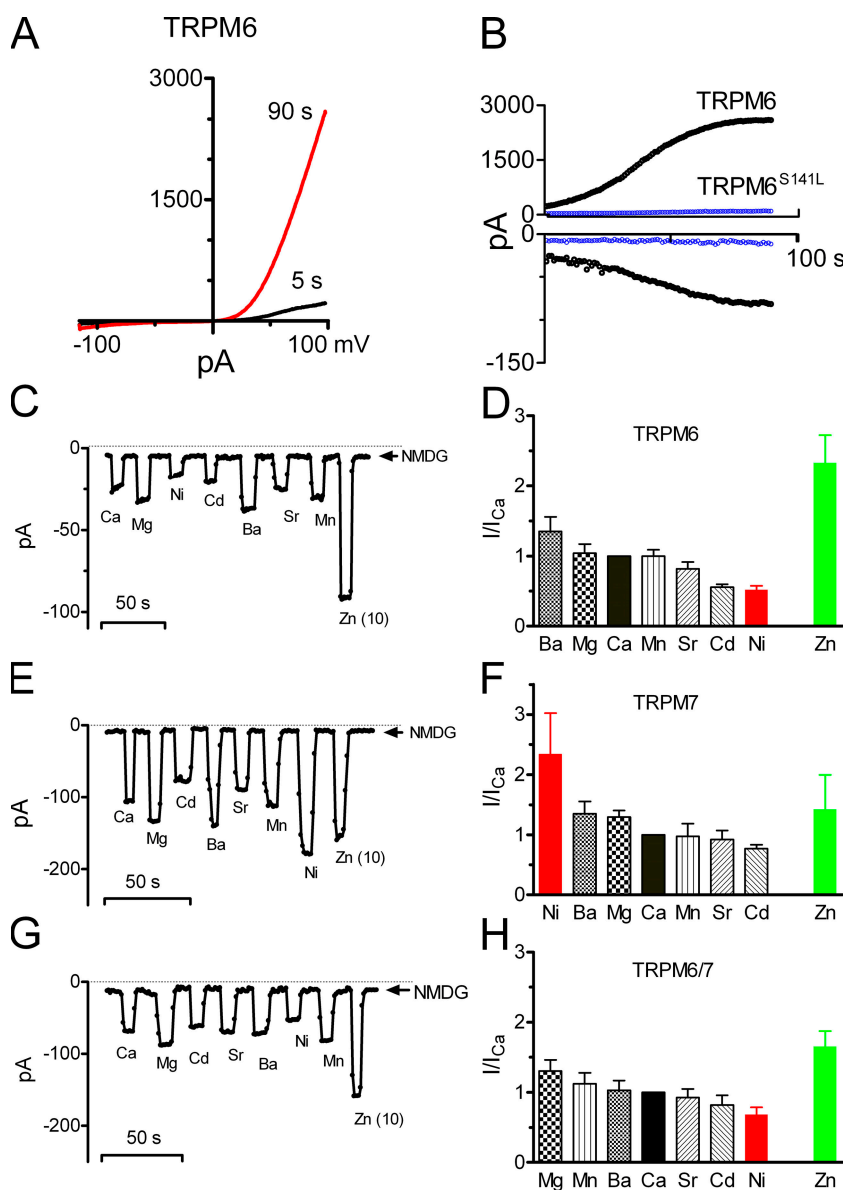 A
TRPM6
3000
90 s
1500
5 s
-100
100 mV
pA
B
3000
TRPM6
1500
TRPM6S141L
0
pA
0
100 s
-150
C
0
NMDG
Ca
Mg
Ni
Cd
Ba
Sr
Mn
-50
pA
-100
50 s
Zn (10)
D
3
TRPM6
2
I/ICa
1
0
Ba Mg Ca Mn Sr Cd Ni Zn
E
0
NMDG
Ca
Mg
Cd
Ba
Sr
Mn
Ni
Zn (10)
-100
pA
-200
50 s
F
3
TRPM7
2
I/ICa
1
0
Ni Ba Mg Ca Mn Sr Cd Zn
G
0
NMDG
Ca
Mg
Cd
Sr
Ba
Ni
Mn
Zn (10)
-100
pA
-200
50 s
H
3
TRPM6/7
2
I/ICa
1
0
Mg Mn Ba Ca Sr Cd Ni Zn